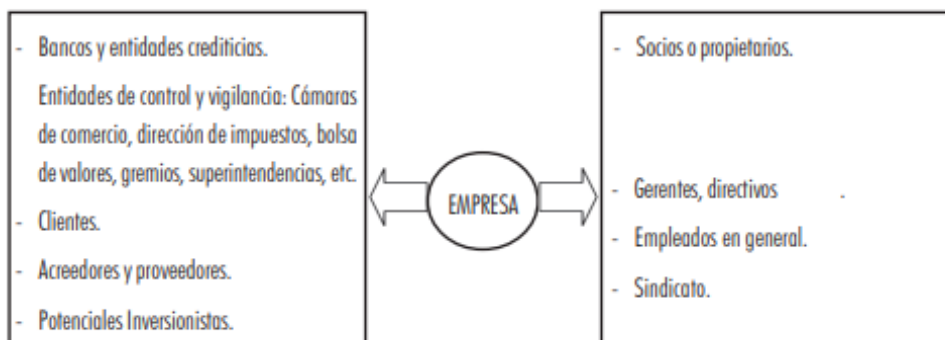 - Bancos y entidades crediticias.
Entidades de control y vigilancia: Cámaras
de comercio, dirección de impuestos, bolsa
de valores, gremios, superintendencias, etc.
- Clientes.
- Acreedores y proveedores.
- Potenciales Inversionistas.
EMPRESA
- Socios o propietarios.
- Gerentes, directivos .
- Empleados en general.
- Sindicato.